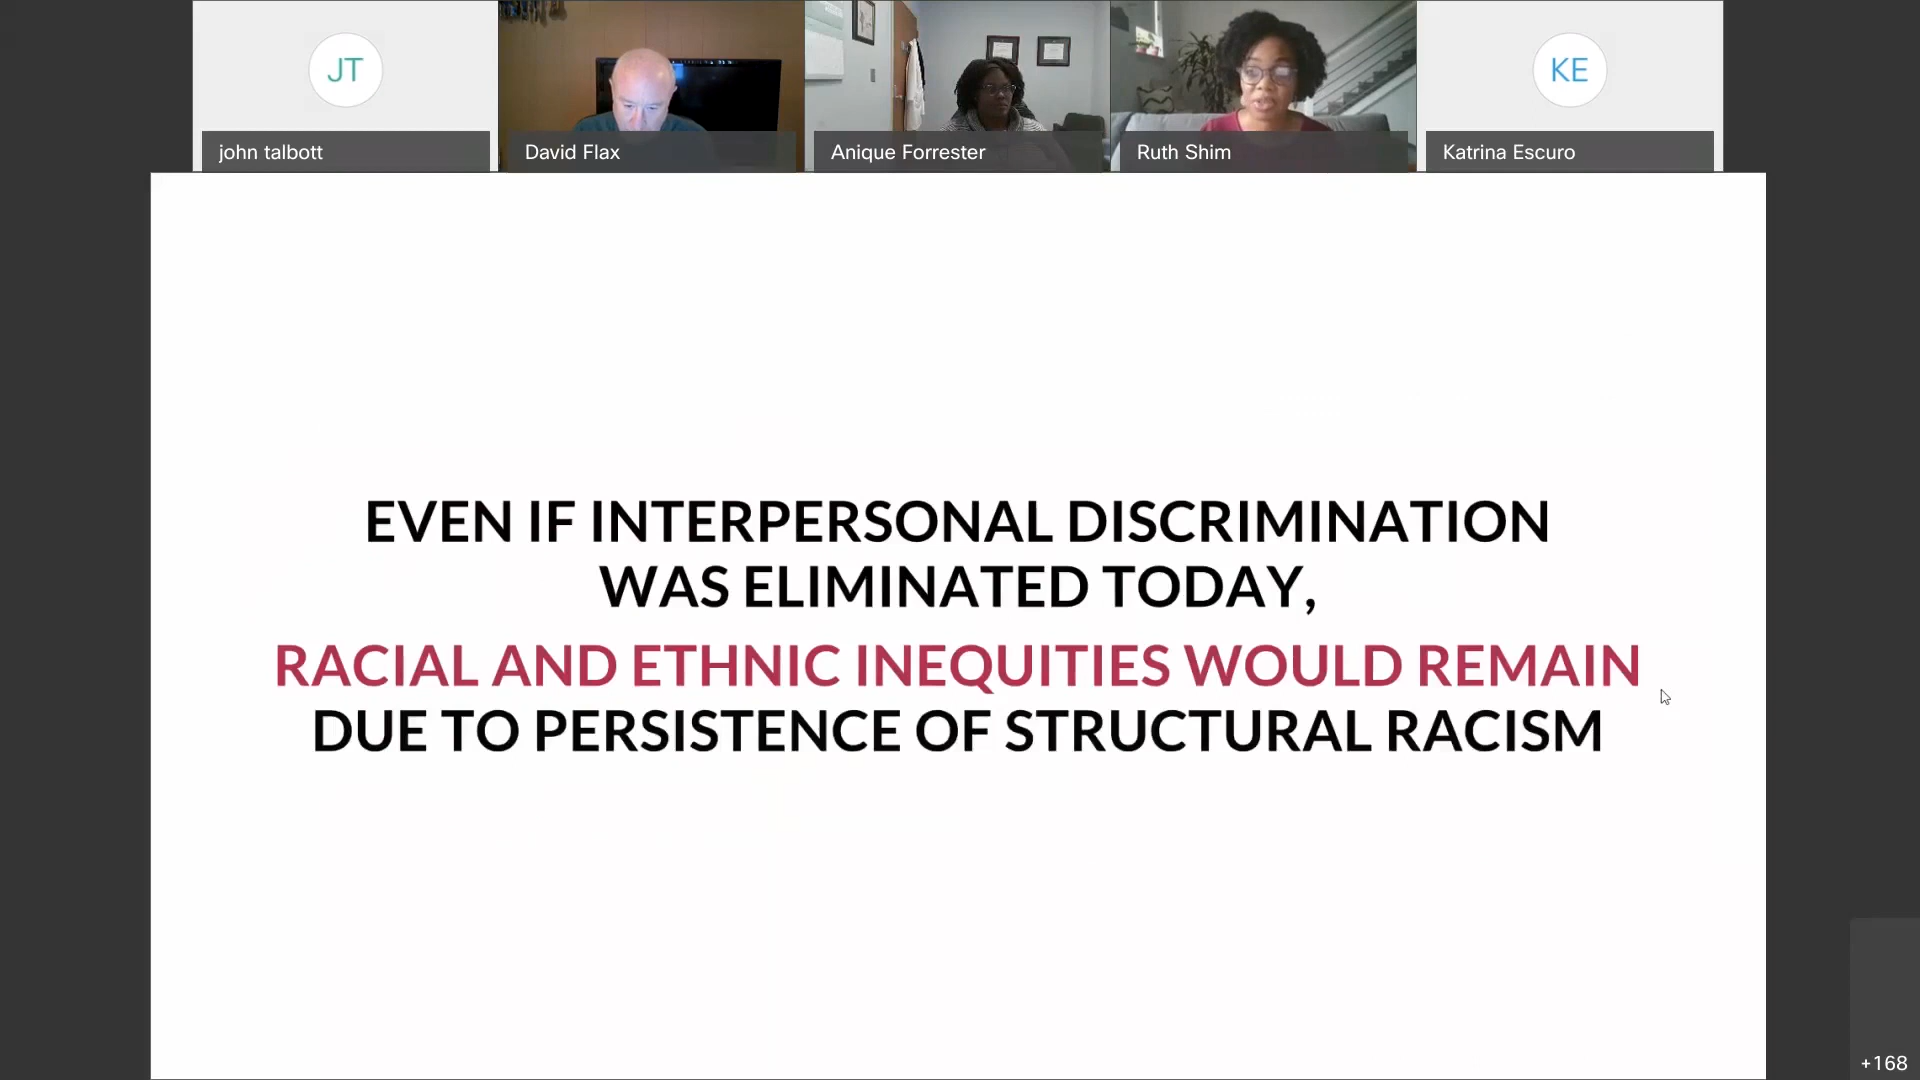 JT
KE
john talbott
David Flax
Anique Forrester
Ruth Shim
Katrina Escuro
EVEN IF INTERPERSONAL DISCRIMINATION
WAS ELIMINATED TODAY,
RACIAL AND ETHNIC INEQUITIES WOULD REMAIN
DUE TO PERSISTENCE OF STRUCTURAL RACISM
+168